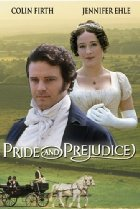 COLIN FIRTH JENNIFER EHLE
PRIDE AND PREJUDICE